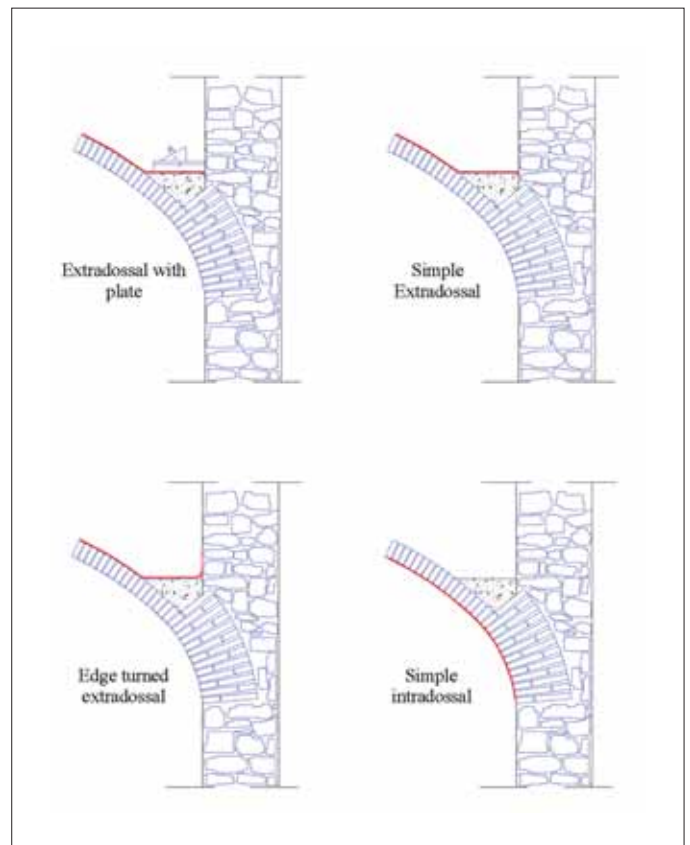 Extradossal with
plate
Simple
Extradossal
Edge turned
extradossal
Simple
intradossal